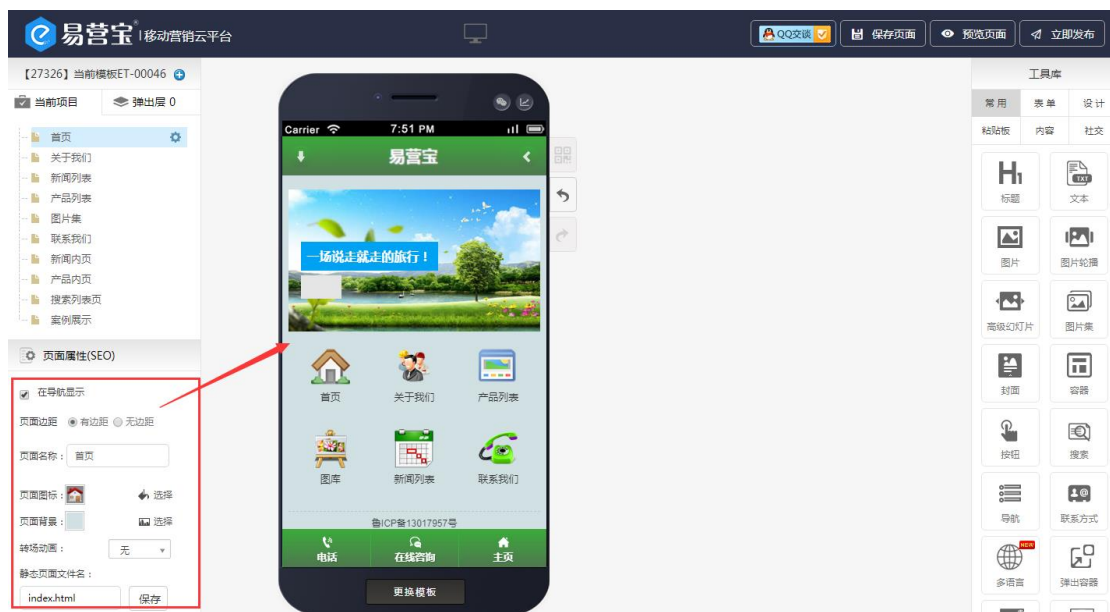 易营宝 移动营销云平台
QQ交谈 保存页面 预览页面 立即发布
【27326】当前模板ET-00046
当前项目 弹出层 0
首页
关于我们
新闻列表
产品列表
图片集
联系我们
新闻内页
产品内页
搜索列表页
案例展示
页面属性(SEO)
在导航显示
页面边距 有边距 无边距
页面名称： 首页
页面图标： 选择
页面背景： 选择
转场动画： 无
静态页面文件名：
index.html 保存
Carrier 7:51 PM
易营宝
一场说走就走的旅行！
首页 关于我们 产品列表
图库 新闻列表 联系我们
鲁ICP备13017957号
电话 在线咨询 主页
更换模板
工具库
常用 表单 设计
粘贴板 内容 社交
H1 TXT
标题 文本
图片 图片轮播
高级幻灯片 图片集
封面 容器
按钮 搜索
导航 联系方式
NEW
多语言 弹出容器